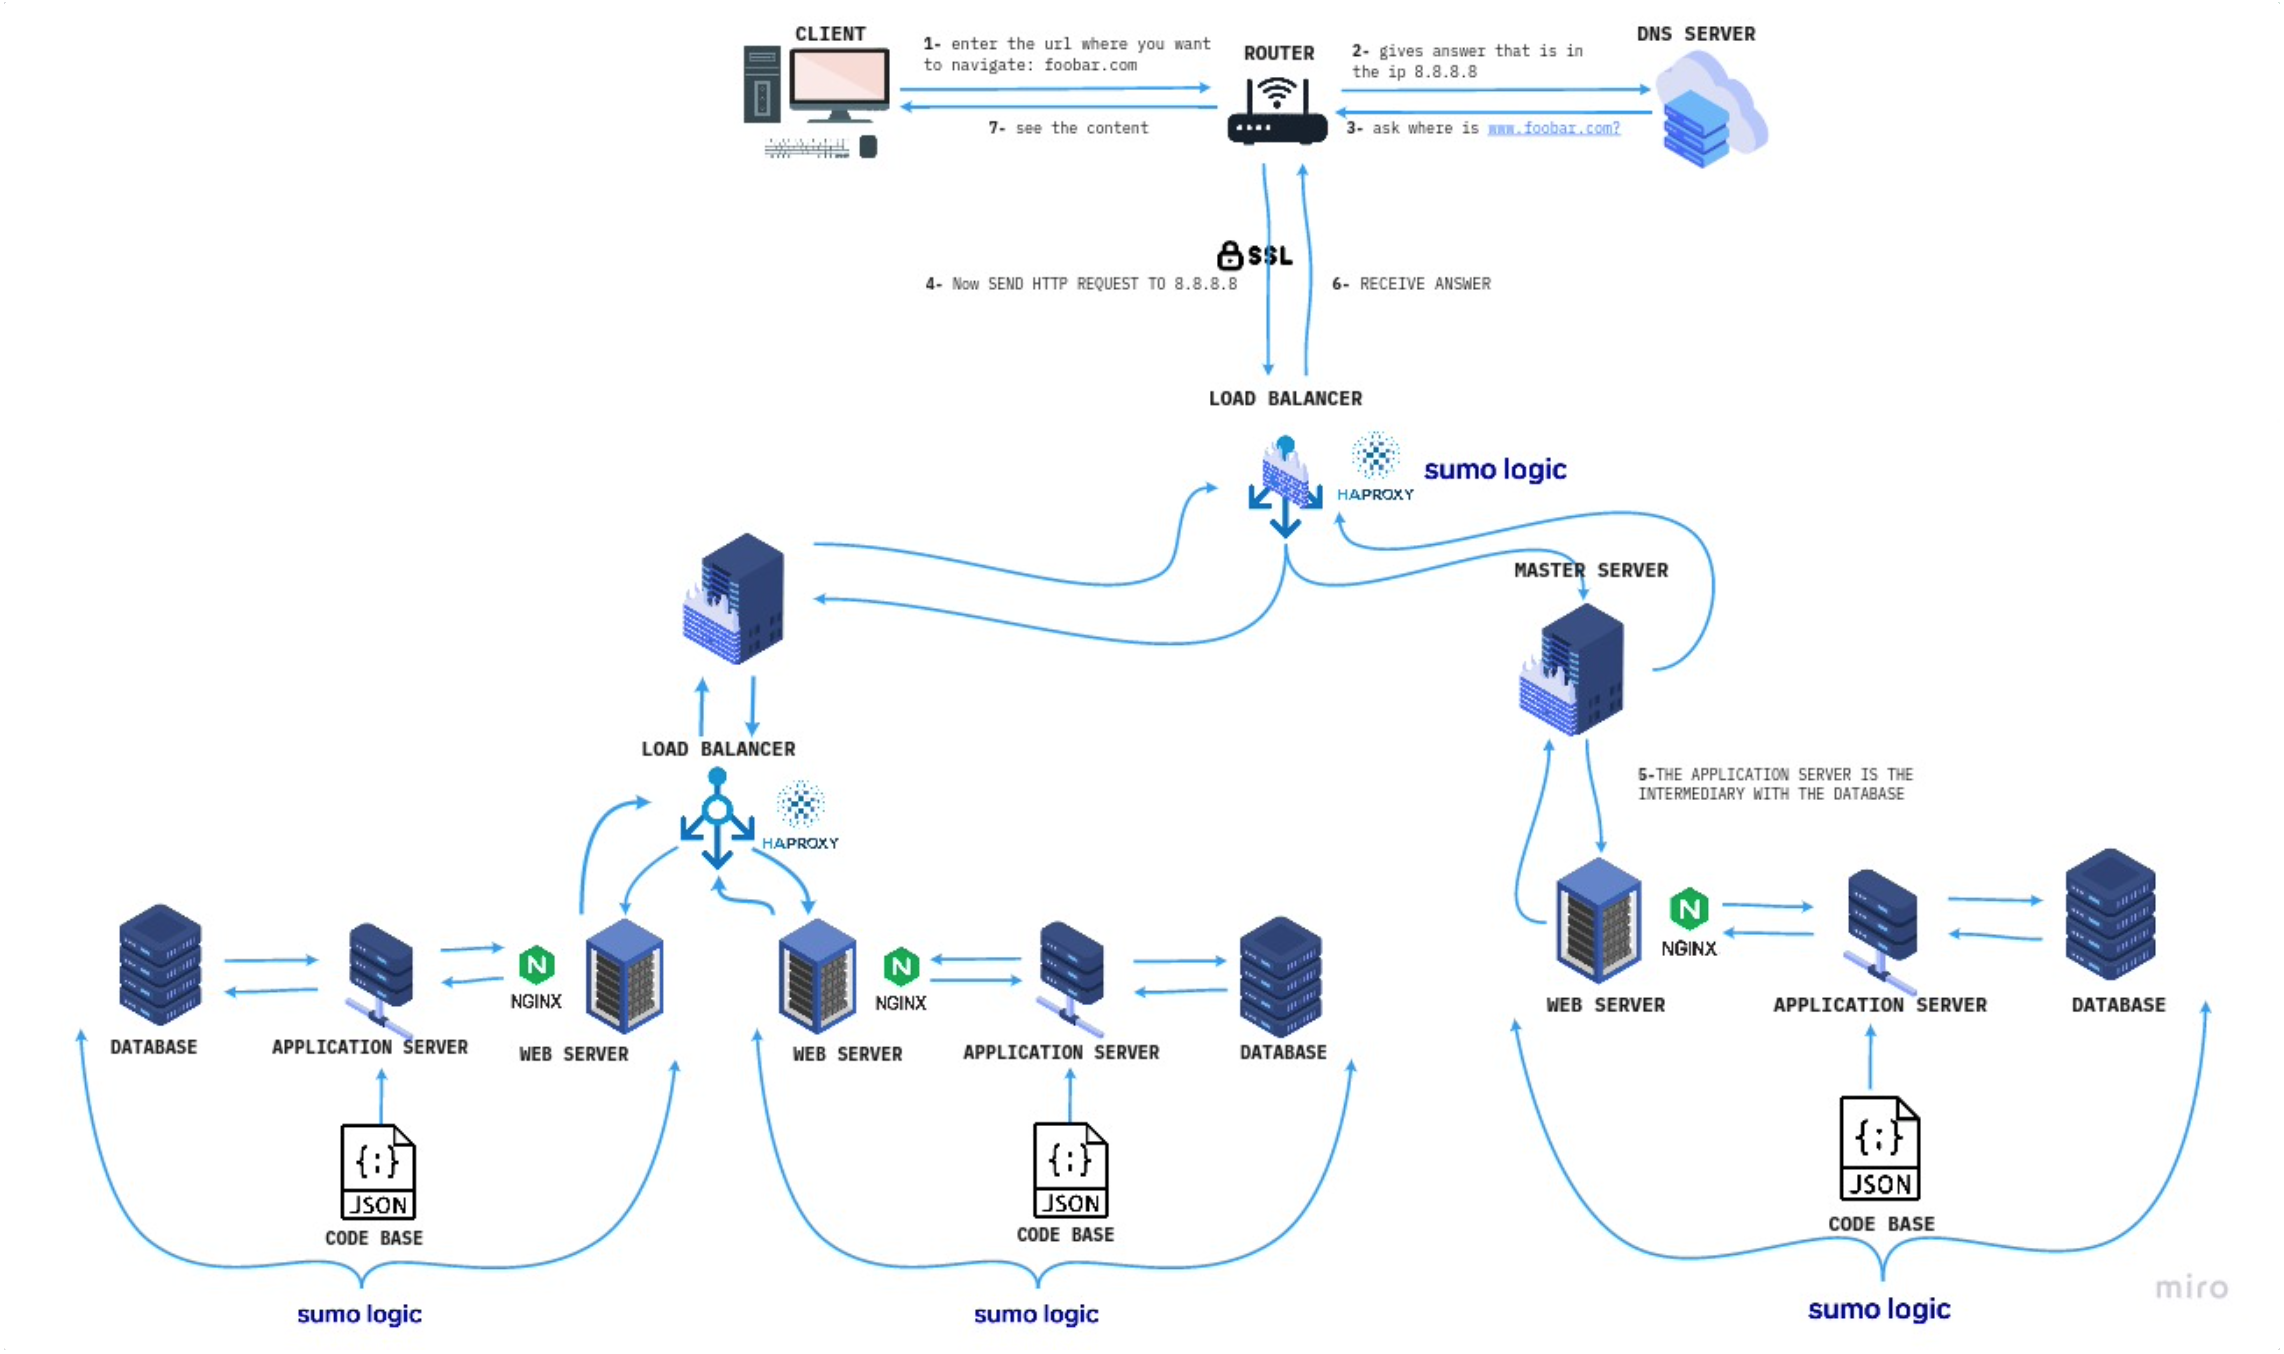 CLIENT
1- enter the url where you want
to navigate: foobar.com
ROUTER
2- gives answer that is in
the ip 8.8.8.8
DNS SERVER
7- see the content
3- ask where is www.foobar.com?
SSL
4- Now SEND HTTP REQUEST TO 8.8.8.8
6- RECEIVE ANSWER
LOAD BALANCER
HAPROXY
sumo logic
MASTER SERVER
LOAD BALANCER
HAPROXY
5-THE APPLICATION SERVER IS THE
INTERMEDIARY WITH THE DATABASE
NGINX
NGINX
NGINX
DATABASE
APPLICATION SERVER
WEB SERVER
WEB SERVER
APPLICATION SERVER
DATABASE
WEB SERVER
APPLICATION SERVER
DATABASE
{:}
JSON
CODE BASE
{:}
JSON
CODE BASE
{;}
JSON
CODE BASE
sumo logic
sumo logic
sumo logic
miro